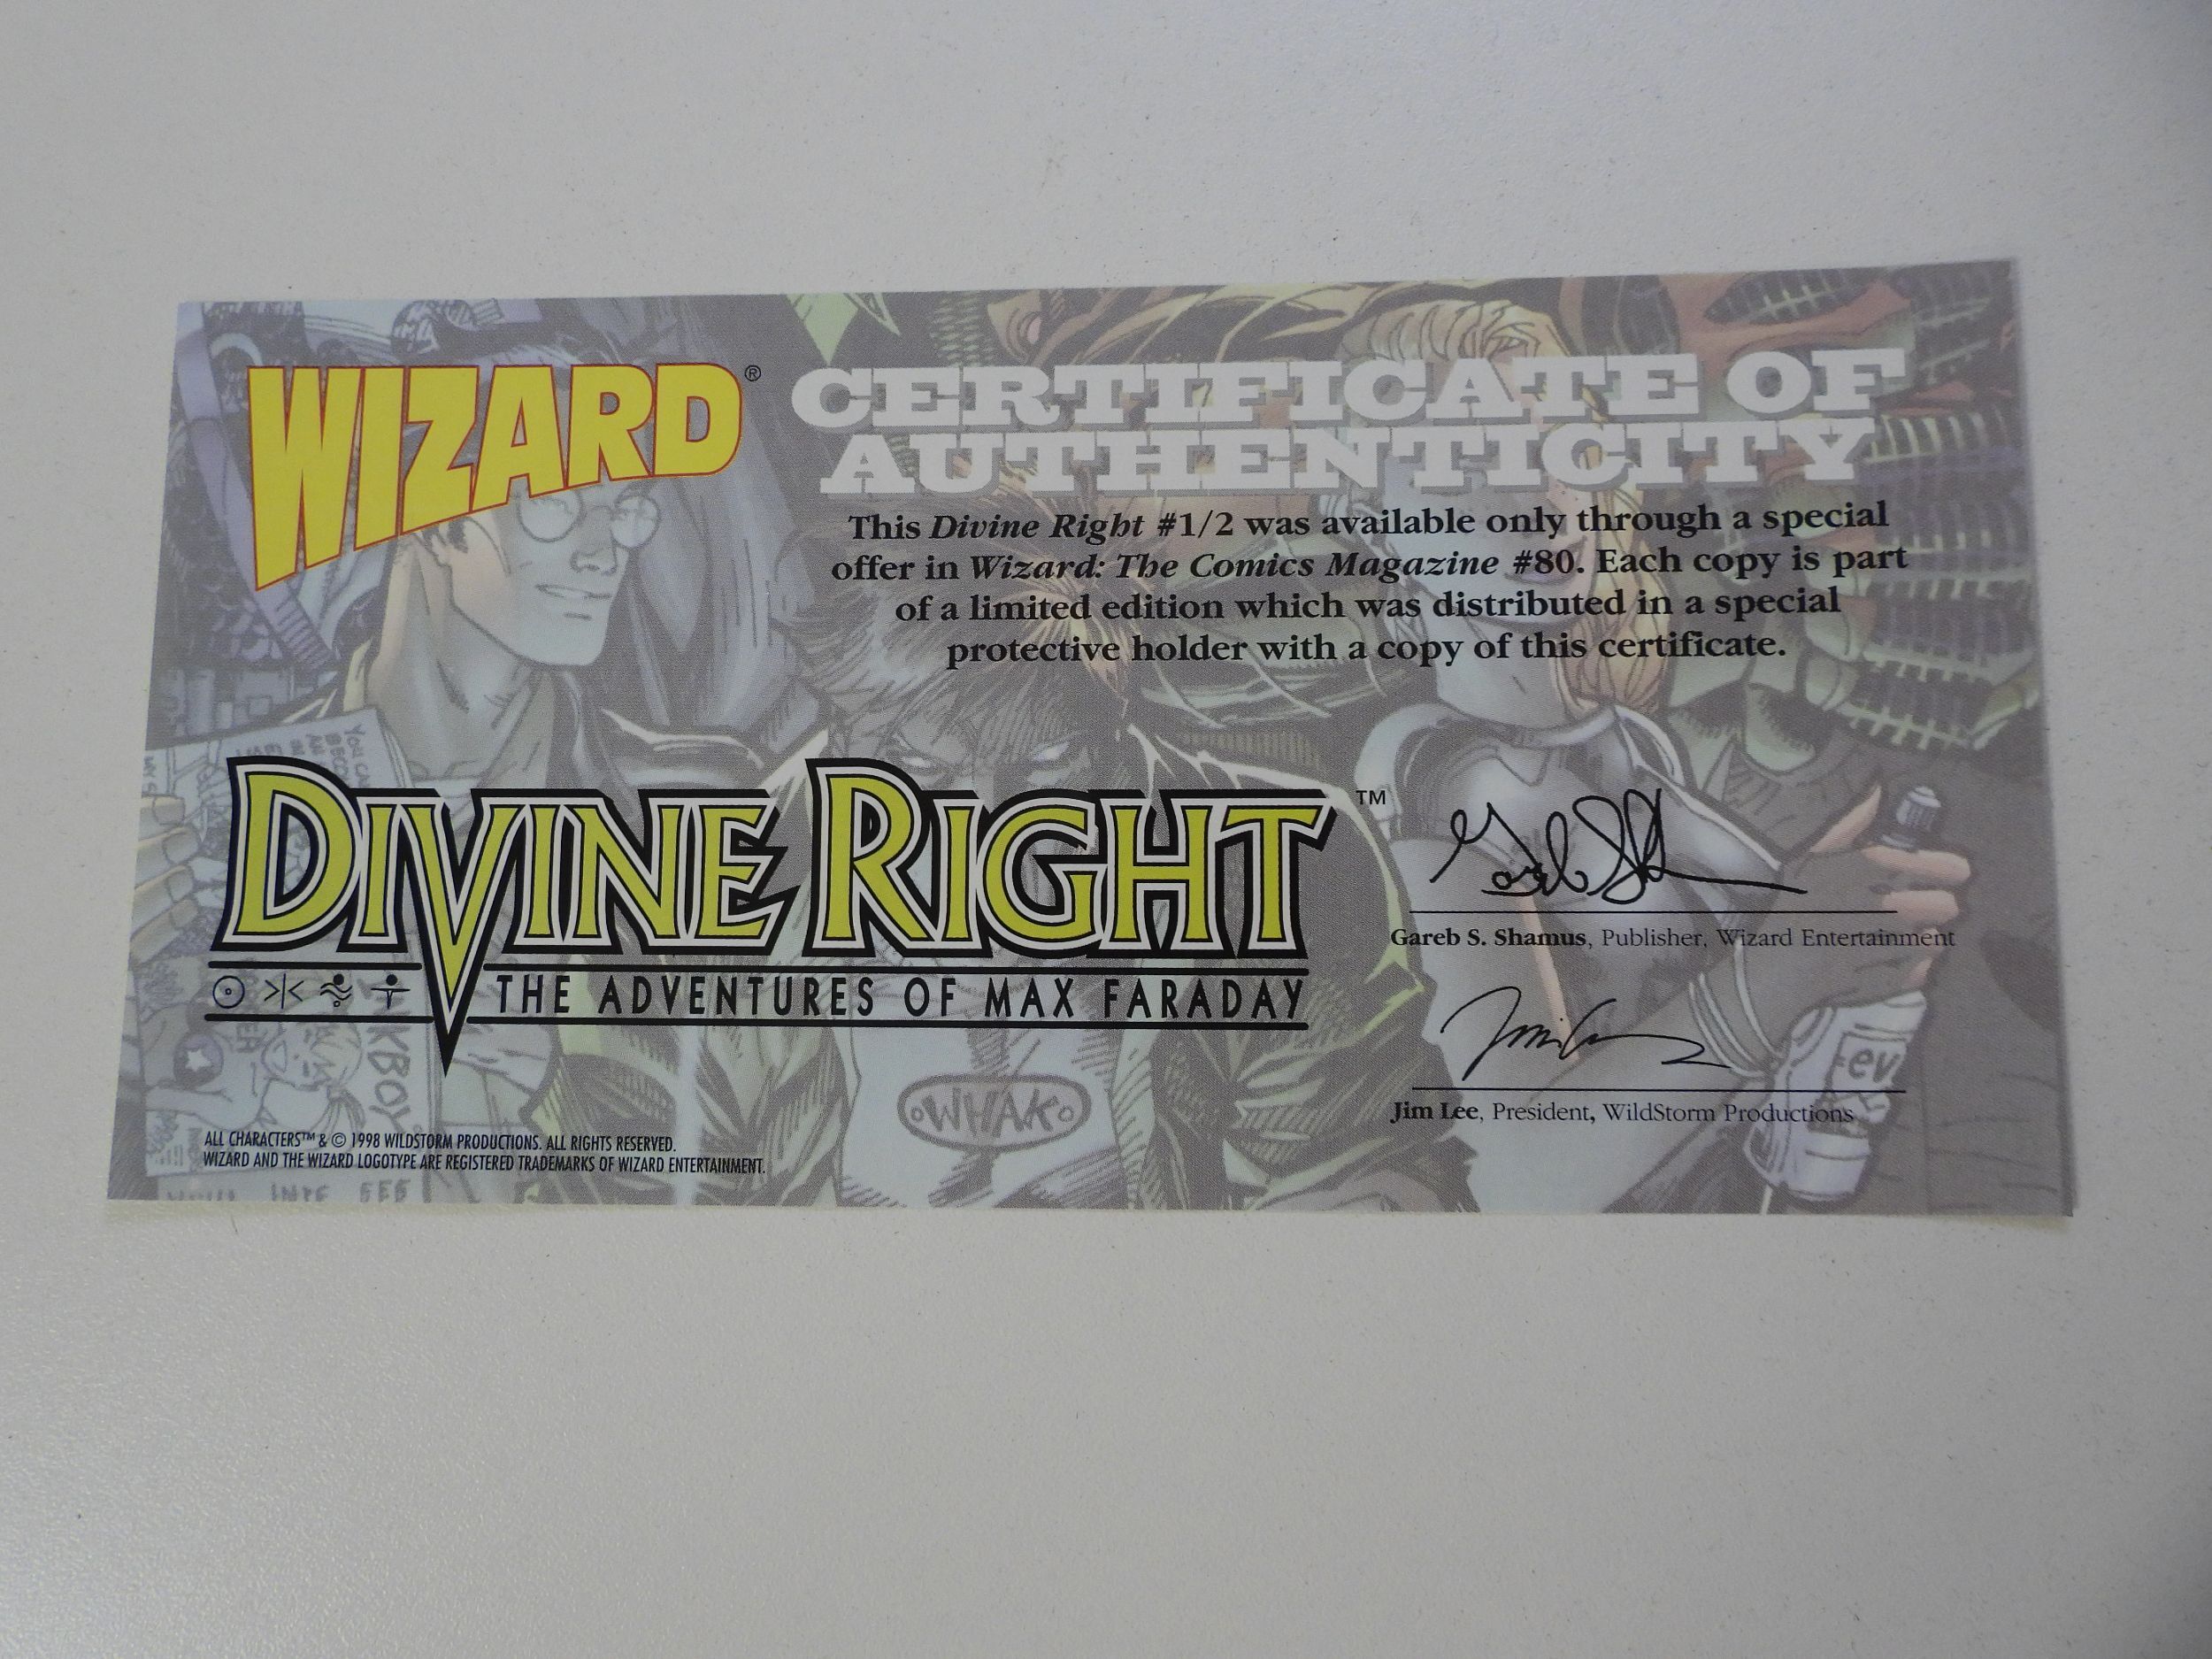 WIZARD®
CERTIFICATE OF
AUTHENTICITY
This Divine Right #1/2 was available only through a special
offer in Wizard: The Comics Magazine #80. Each copy is part
of a limited edition which was distributed in a special
protective holder with a copy of this certificate.
DIVINE RIGHT™
THE ADVENTURES OF MAX FARADAY
Gareb S. Shamus, Publisher, Wizard Entertainment
Jim Lee, President, WildStorm Productions
WHAK
ev
ALL CHARACTERS™ & © 1998 WILDSTORM PRODUCTIONS. ALL RIGHTS RESERVED.
WIZARD AND THE WIZARD LOGOTYPE ARE REGISTERED TRADEMARKS OF WIZARD ENTERTAINMENT.